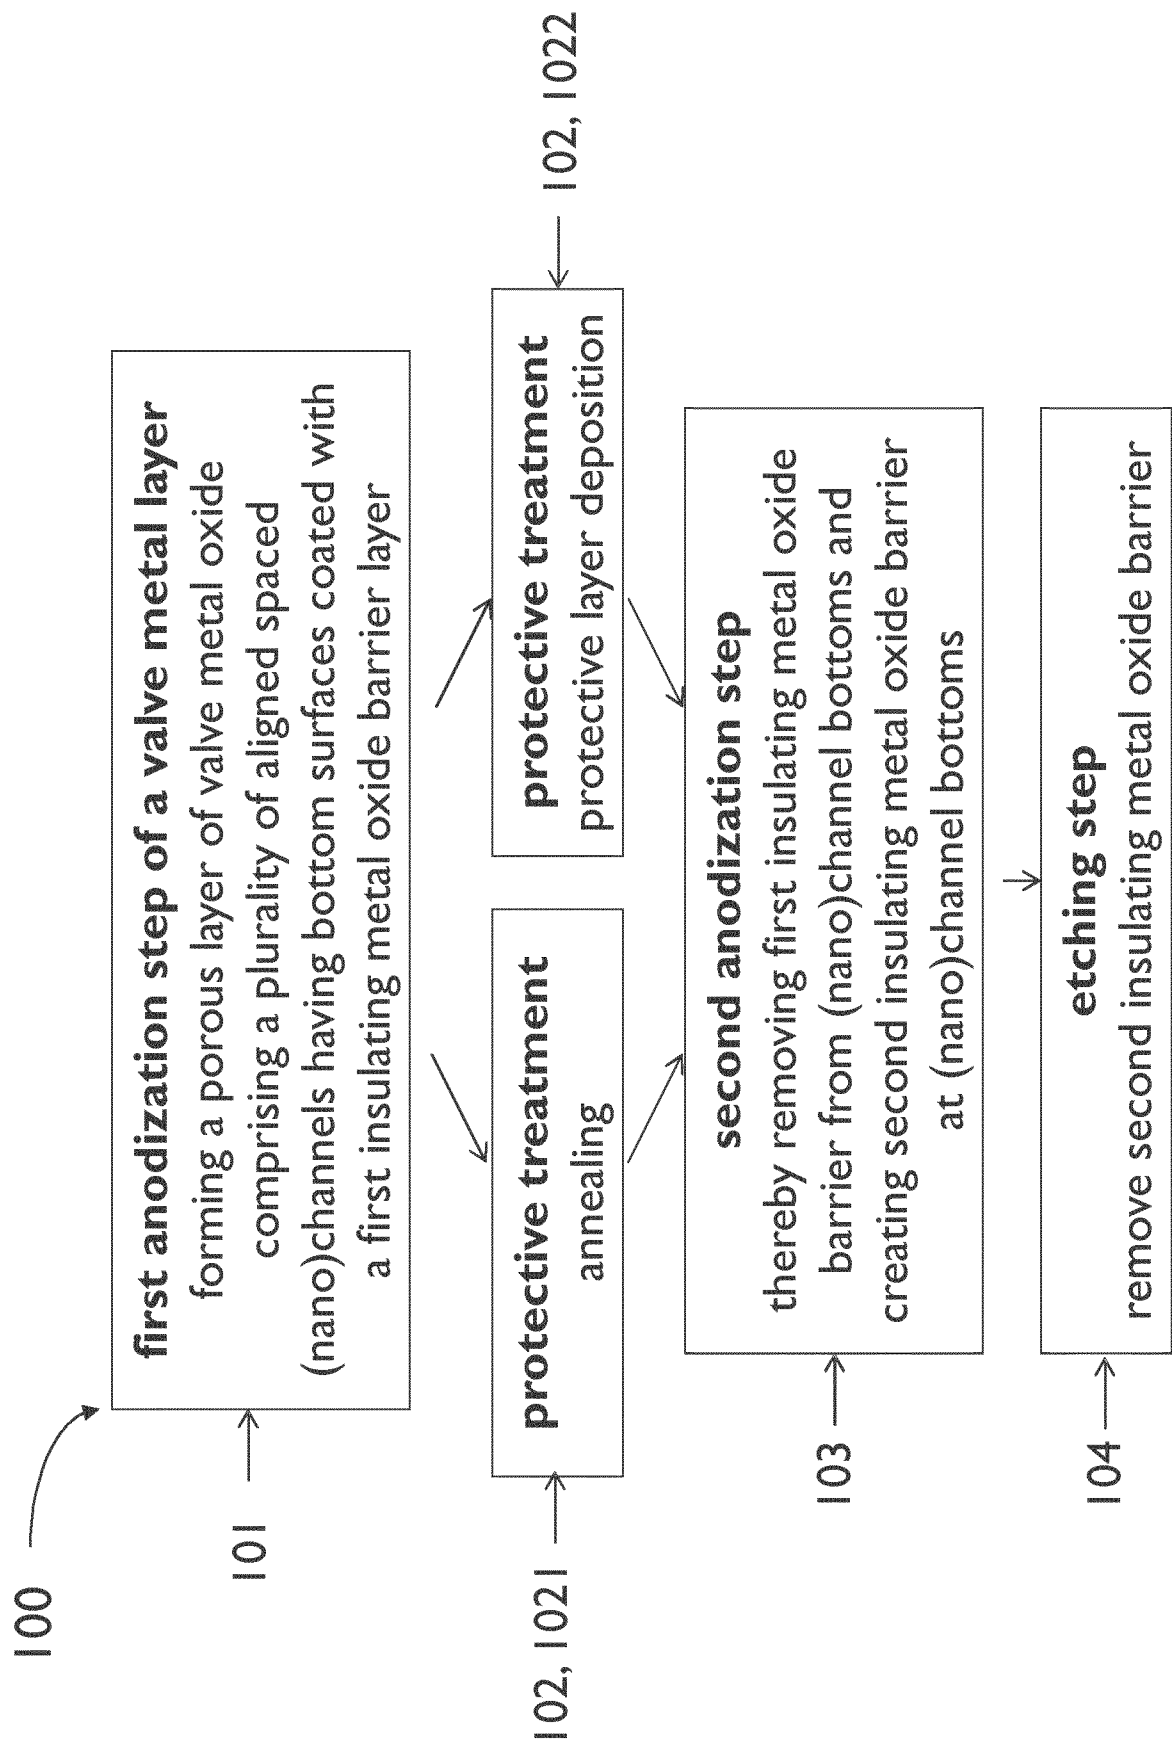 100
101
first anodization step of a valve metal layer
forming a porous layer of valve metal oxide
comprising a plurality of aligned spaced
(nano)channels having bottom surfaces coated with
a first insulating metal oxide barrier layer
102, 1021
protective treatment
annealing
protective treatment
protective layer deposition
102, 1022
103
second anodization step
thereby removing first insulating metal oxide
barrier from (nano)channel bottoms and
creating second insulating metal oxide barrier
at (nano)channel bottoms
104
etching step
remove second insulating metal oxide barrier